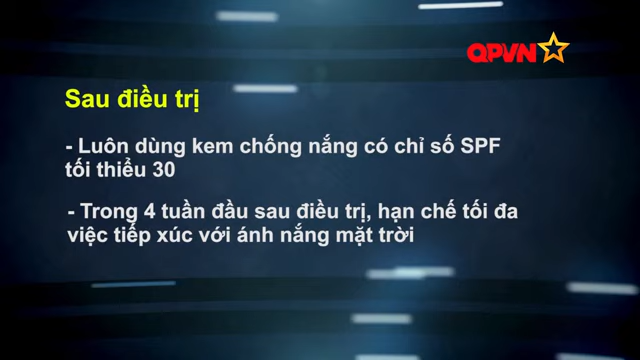 QPVN
Sau điều trị
- Luôn dùng kem chống nắng có chỉ số SPF
tối thiểu 30
- Trong 4 tuần đầu sau điều trị, hạn chế tối đa
việc tiếp xúc với ánh nắng mặt trời